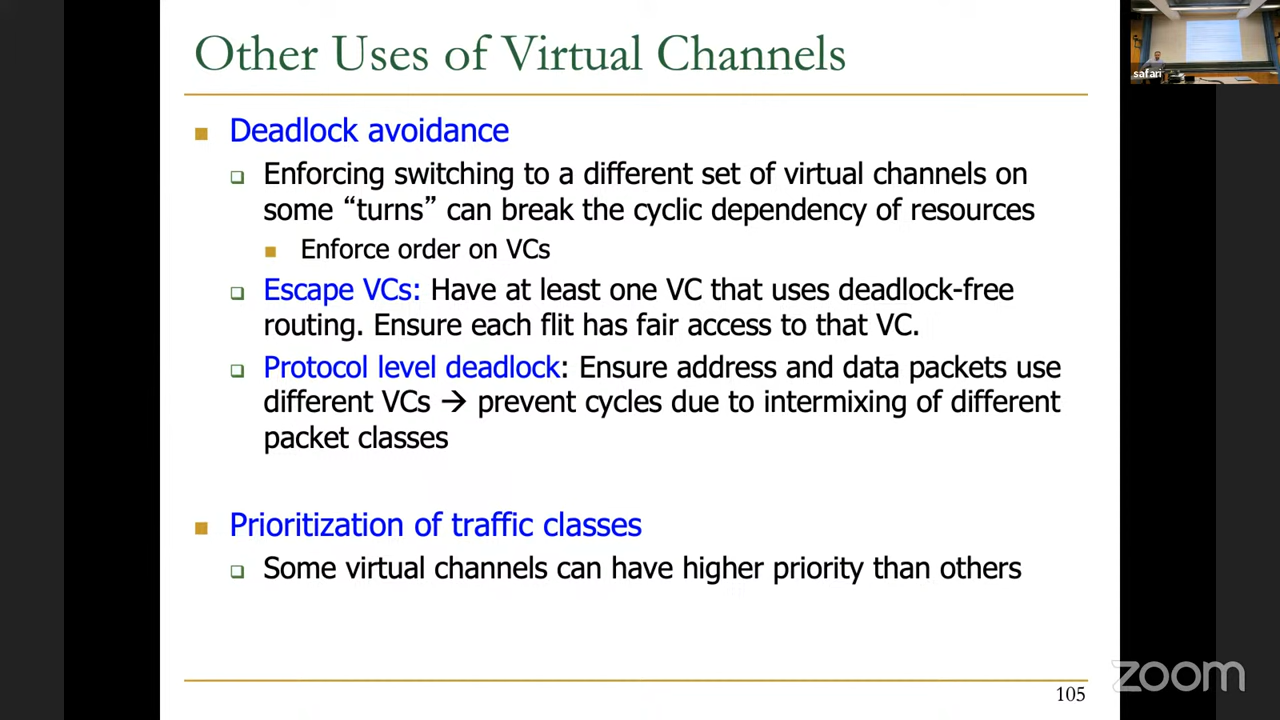 Other Uses of Virtual Channels
safari
Deadlock avoidance
Enforcing switching to a different set of virtual channels on
some “turns” can break the cyclic dependency of resources
Enforce order on VCs
Escape VCs: Have at least one VC that uses deadlock-free
routing. Ensure each flit has fair access to that VC.
Protocol level deadlock: Ensure address and data packets use
different VCs → prevent cycles due to intermixing of different
packet classes
Prioritization of traffic classes
Some virtual channels can have higher priority than others
105
zoom